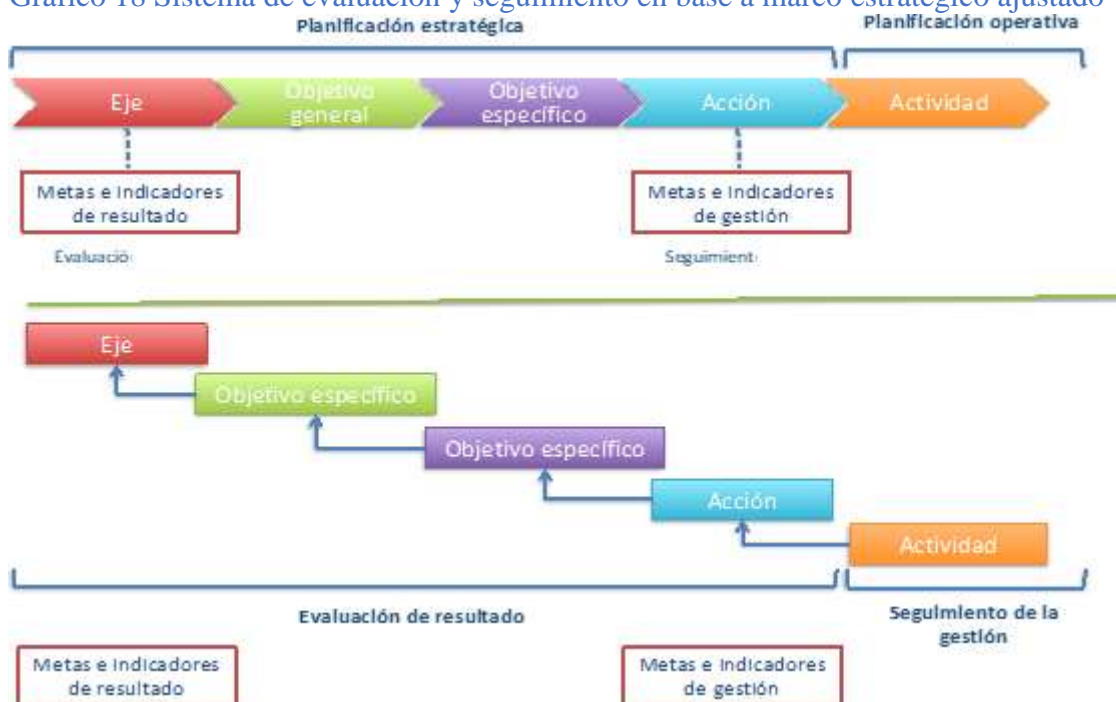 Gráfico 18 Sistema de evaluación y seguimiento en base a marco estratégico ajustado
Planificación estratégica
Planificación operativa
Eje
Objetivo
general
Objetivo
específico
Acción
Actividad
Metas e Indicadores
de resultado
Metas e Indicadores
de gestión
Evaluació
Seguimient
Eje
Objetivo específico
Objetivo específico
Acción
Actividad
Evaluación de resultado
Seguimiento de la
gestión
Metas e Indicadores
de resultado
Metas e Indicadores
de gestión